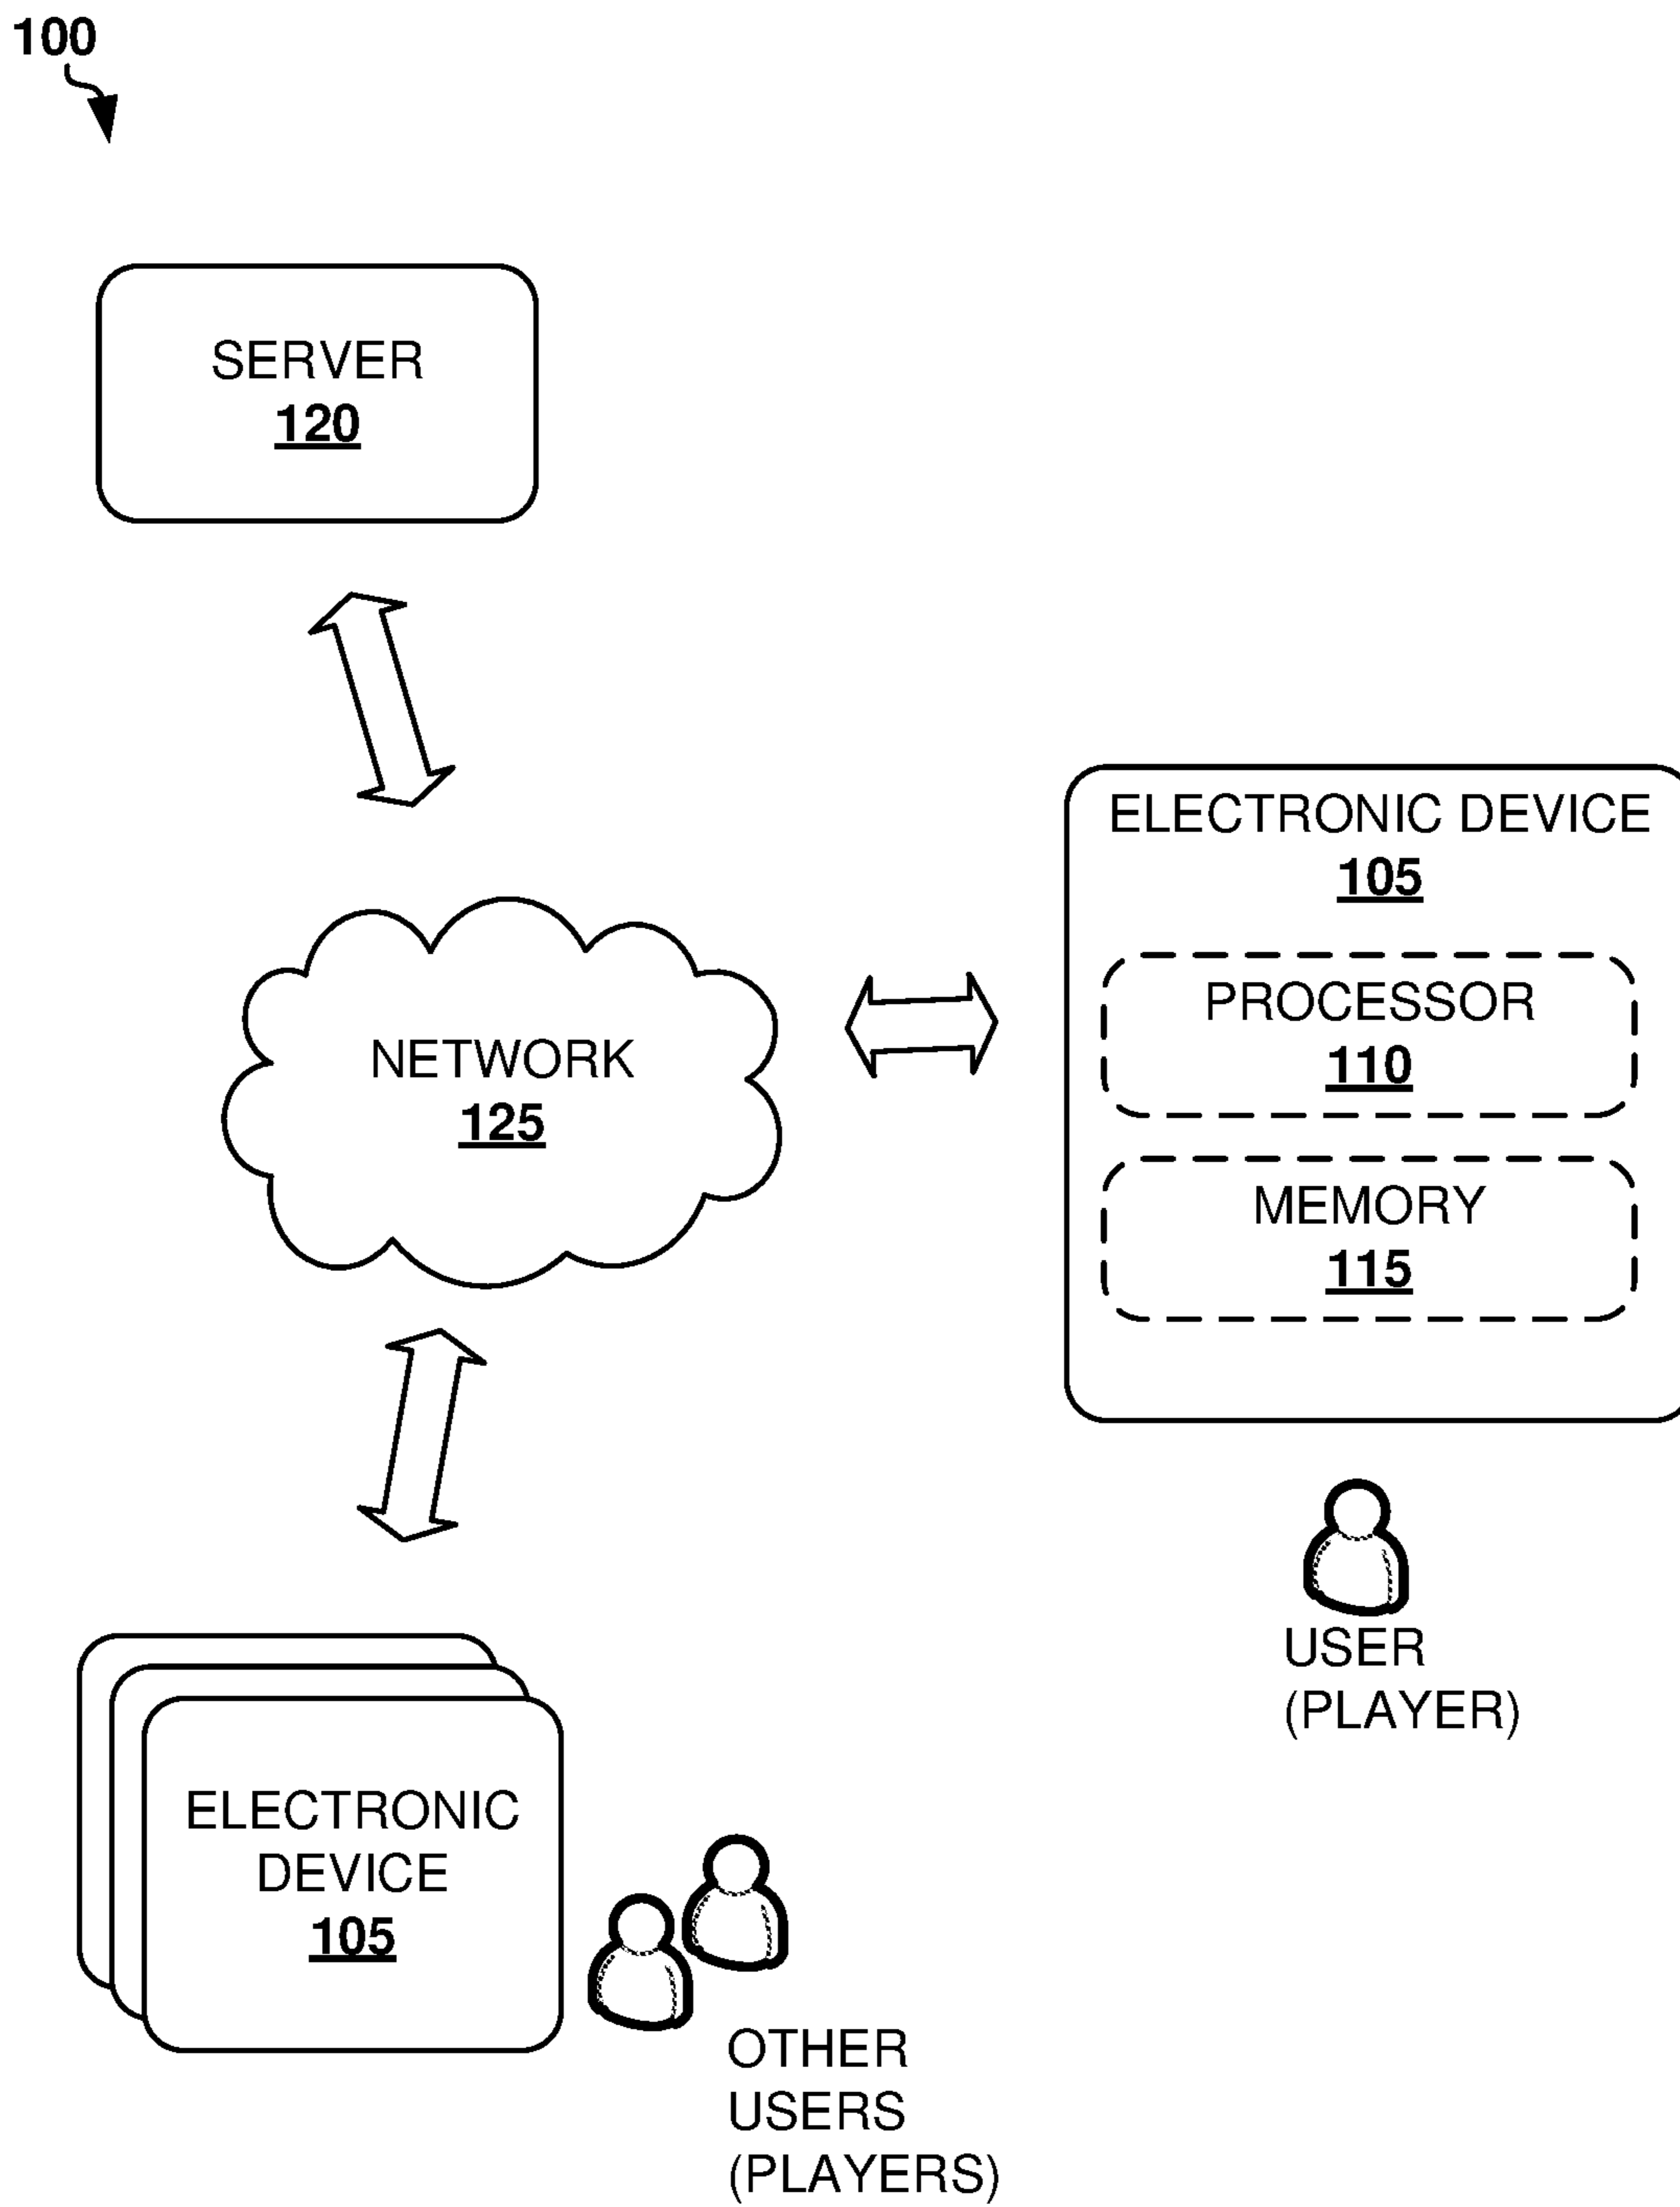 100
SERVER
120
ELECTRONIC DEVICE
105
PROCESSOR
110
MEMORY
115
NETWORK
125
USER
(PLAYER)
ELECTRONIC
DEVICE
105
OTHER
USERS
(PLAYERS)